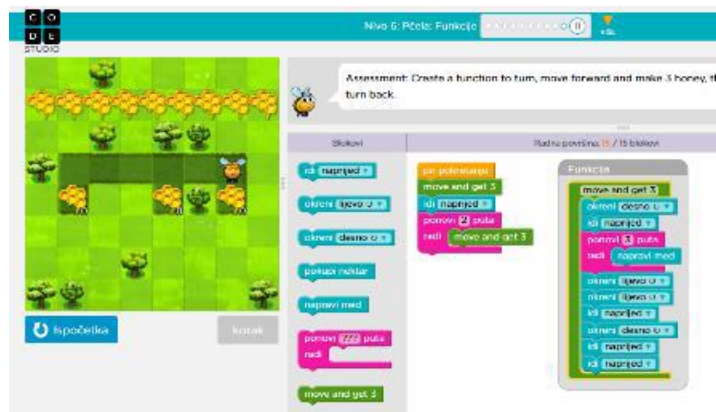 C O
D E
STUDIO
Nivo 6: Pčela: Funkcije
Assessment: Create a function to turn, move forward and make 3 honey, th
turn back.
Blokovi
Radna površina: 15 / 15 blokovi
idi naprijed
okreni lijevo
okreni desno
pokupi nektar
napravi med
ponovi ??? puta
radi
move and get 3
Ispočetka
korak
pri pokretanju
move and get 3
idi naprijed
ponovi 2 puta
radi move and get 3
Funkcija
move and get 3
okreni desno
idi naprijed
ponovi 3 puta
radi napravi med
okreni lijevo
okreni lijevo
idi naprijed
okreni desno
idi naprijed
idi naprijed